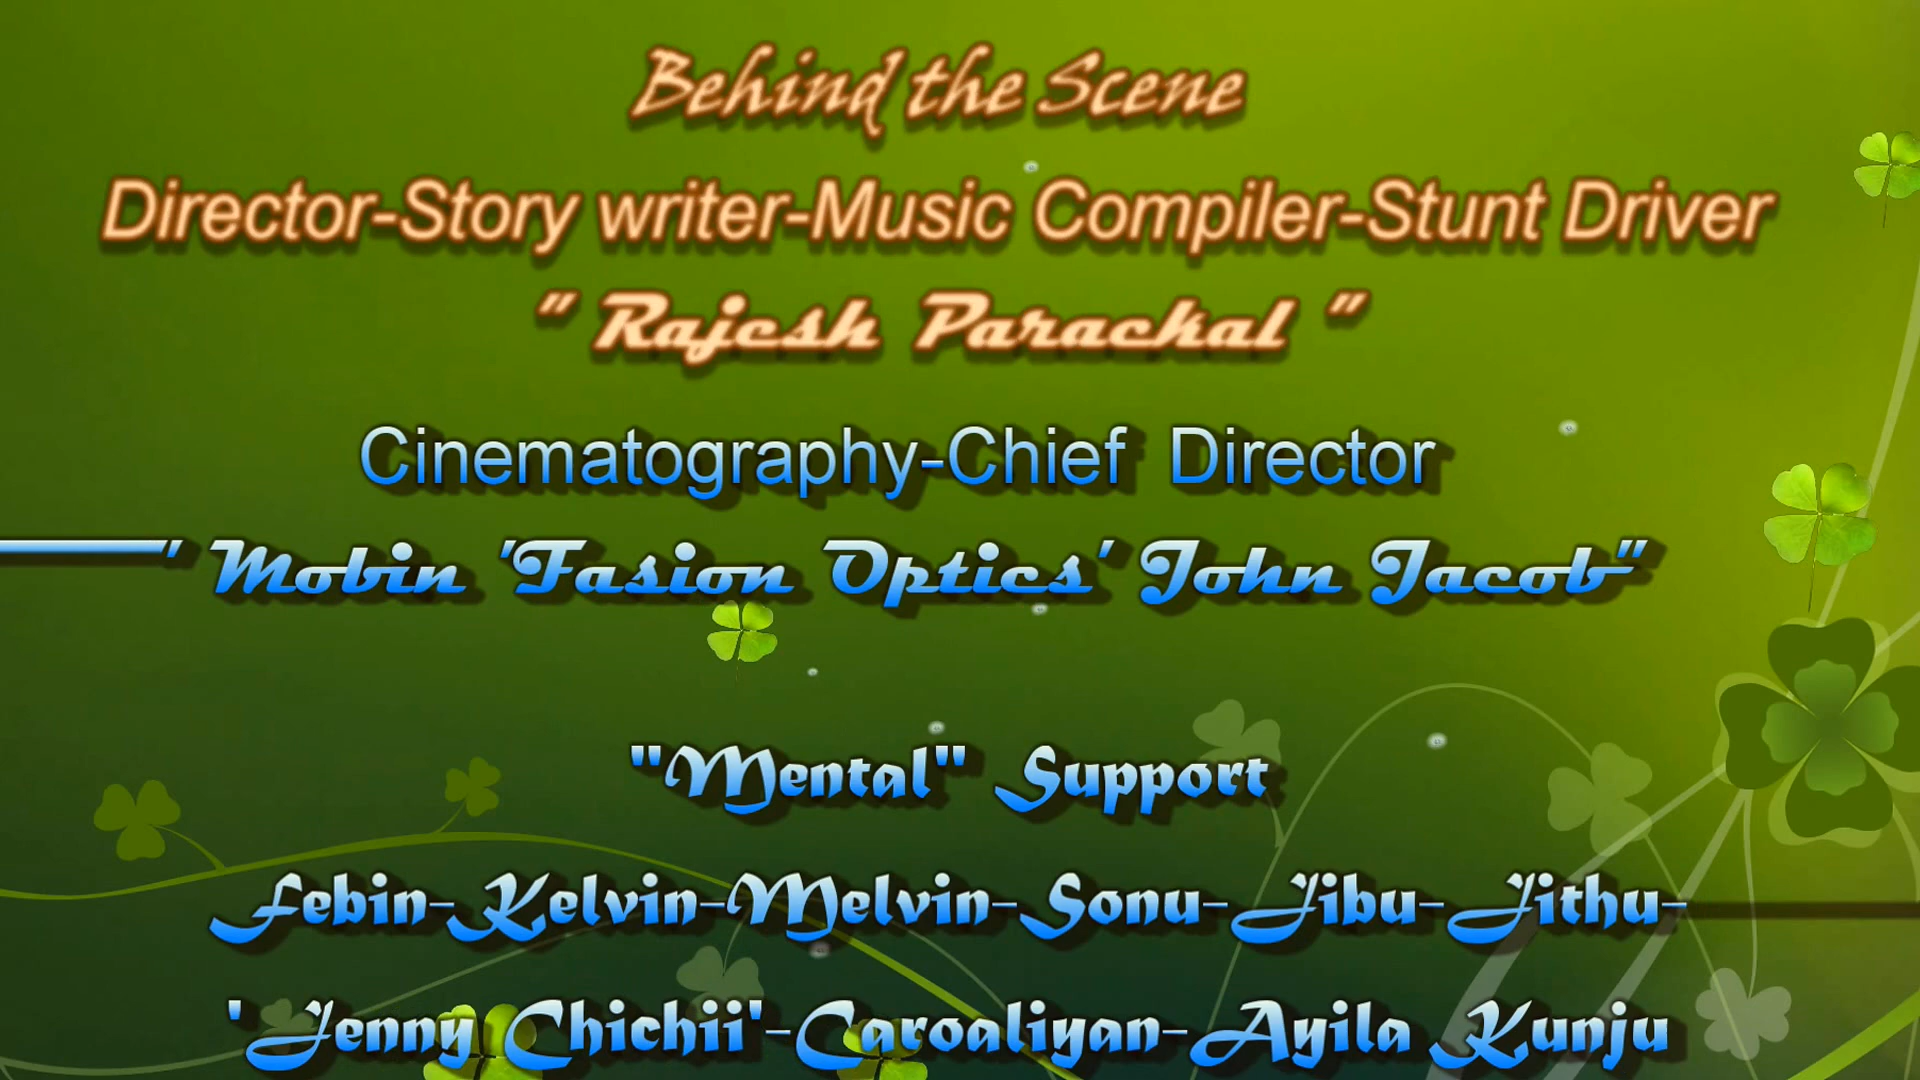 Behind the Scene
Director-Story writer-Music Compiler-Stunt Driver
" Rajesh Parackal "
Cinematography-Chief Director
" Mobin 'Fasion Optics' John Jacob"
"Mental" Support
Febin-Kelvin-Melvin-Sonu-Jibu-Jithu-
' Jenny Chichii'-Caroaliyan-Ayila Kunju